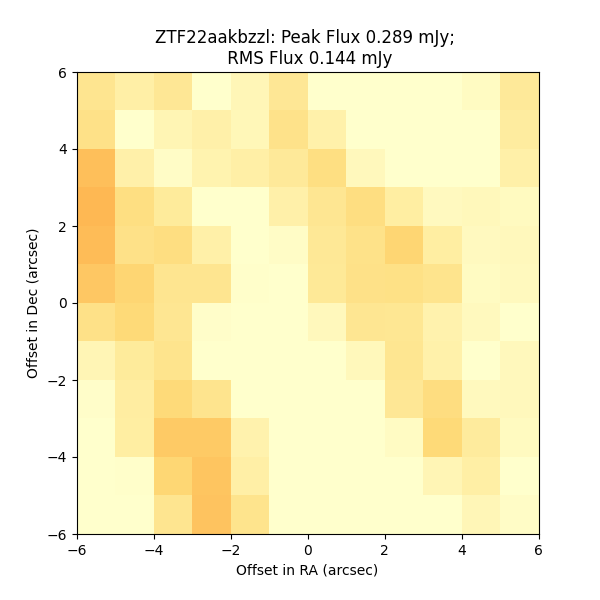 ZTF22aakbzzl: Peak Flux 0.289 mJy;
RMS Flux 0.144 mJy
6
4
2
0
−2
−4
−6
Offset in Dec (arcsec)
−6 −4 −2 0 2 4 6
Offset in RA (arcsec)